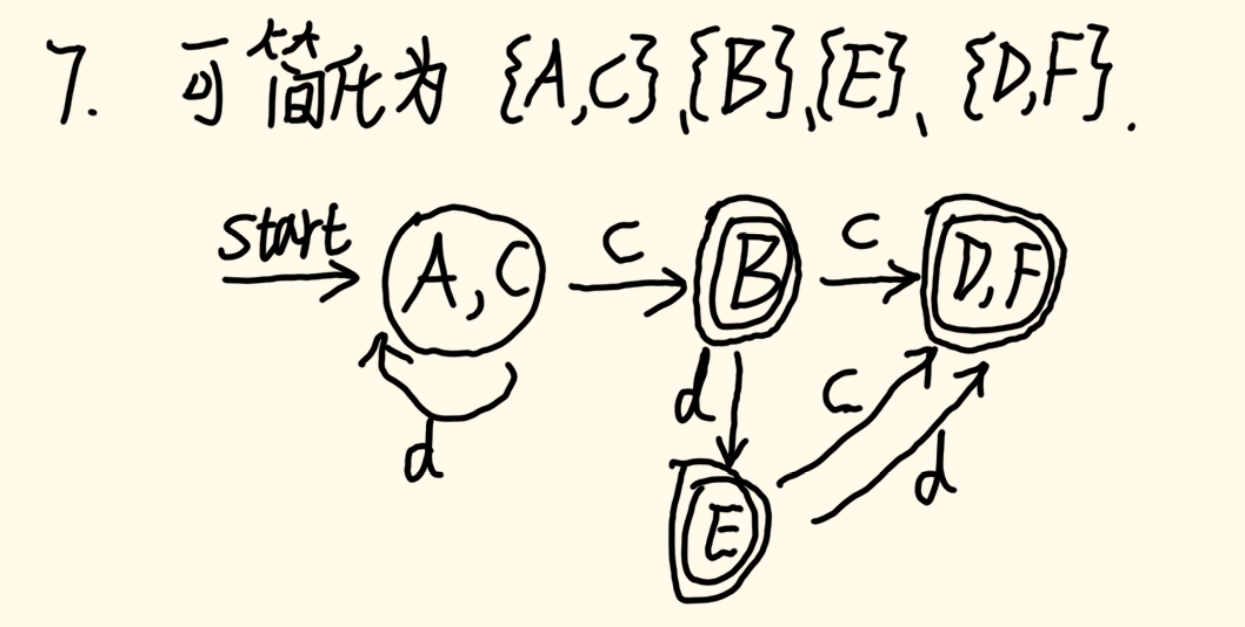 7. 可简化为 {A,C}、{B}、{E}、{D,F}.
start A,C c B c D,F
d d c d
E